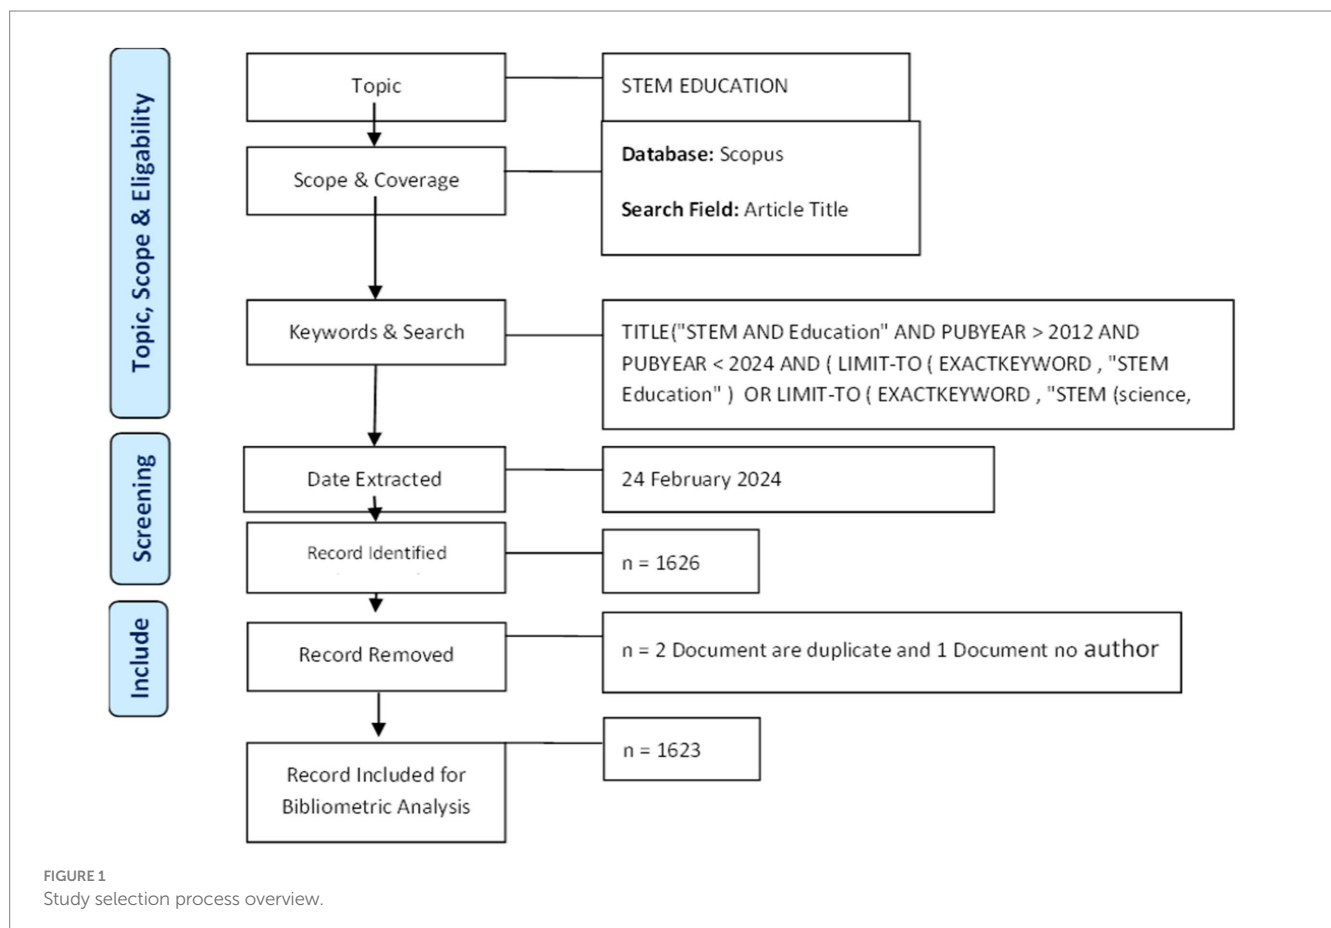 Topic, Scope & Eligability
Topic
STEM EDUCATION
Scope & Coverage
Database: Scopus
Search Field: Article Title
Keywords & Search
TITLE("STEM AND Education" AND PUBYEAR > 2012 AND
PUBYEAR < 2024 AND ( LIMIT-TO ( EXACTKEYWORD , "STEM
Education" ) OR LIMIT-TO ( EXACTKEYWORD , "STEM (science,
Screening
Date Extracted
24 February 2024
Record Identified
n = 1626
Include
Record Removed
n = 2 Document are duplicate and 1 Document no author
Record Included for
Bibliometric Analysis
n = 1623
FIGURE 1
Study selection process overview.